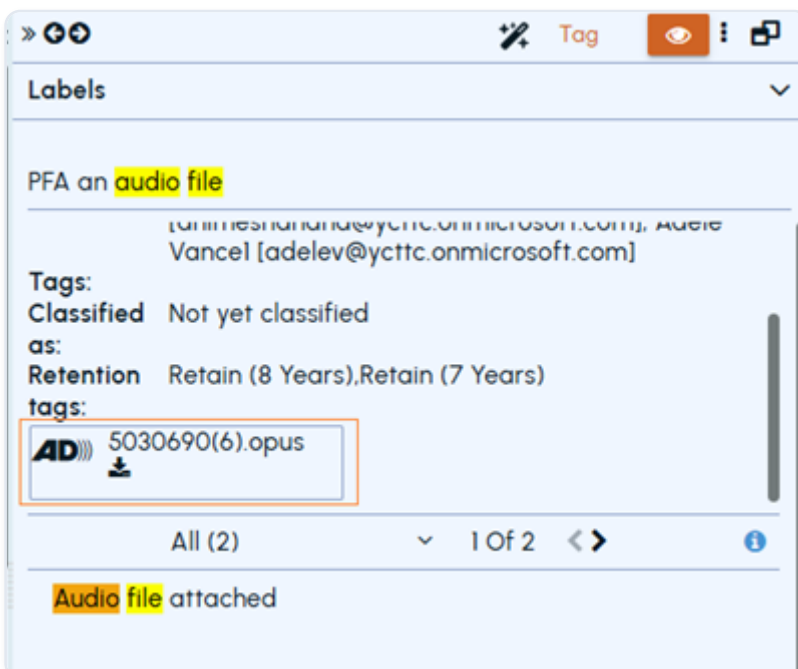 Tag
Labels
PFA an audio file
Vance1 [adelev@ycttc.onmicrosoft.com]
Tags:
Classified as: Not yet classified
Retention tags: Retain (8 Years),Retain (7 Years)
AD
5030690(6).opus
All (2)
1 Of 2
Audio file attached